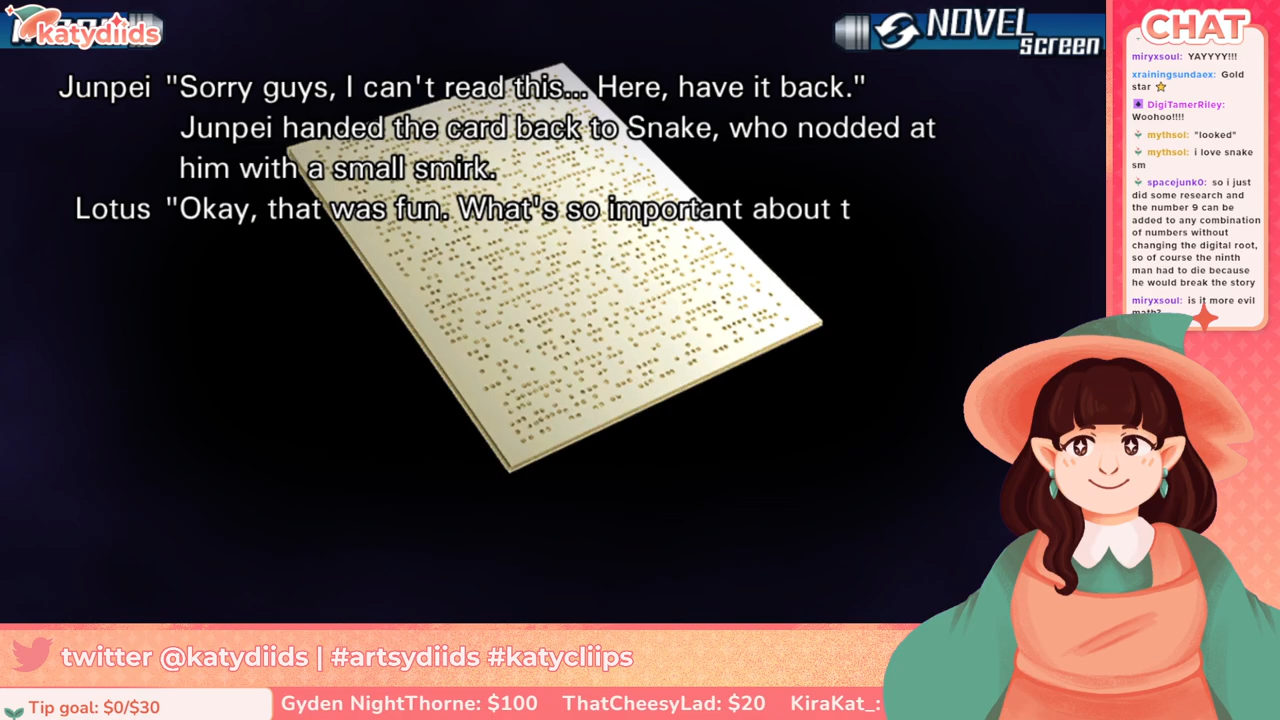 katydiids
NOVEL
screen
Junpei "Sorry guys, I can't read this... Here, have it back."
Junpei handed the card back to Snake, who nodded at
him with a small smirk.
Lotus "Okay, that was fun. What's so important about t
CHAT
miryxsoul: YAYYYY!!!
xrainingsundaex: Gold
star ⭐
DigiTamerRiley:
Woohoo!!!!
mythsol: "looked"
mythsol: i love snake
sm
spacejunk0: so i just
did some research and
the number 9 can be
added to any combination
of numbers without
changing the digital root,
so of course the ninth
man had to die because
he would break the story
miryxsoul: is it more evil
math?
twitter @katydiids | #artsydiids #katycliips
Tip goal: $0/$30
Gyden NightThorne: $100 ThatCheesyLad: $20 KiraKat_: